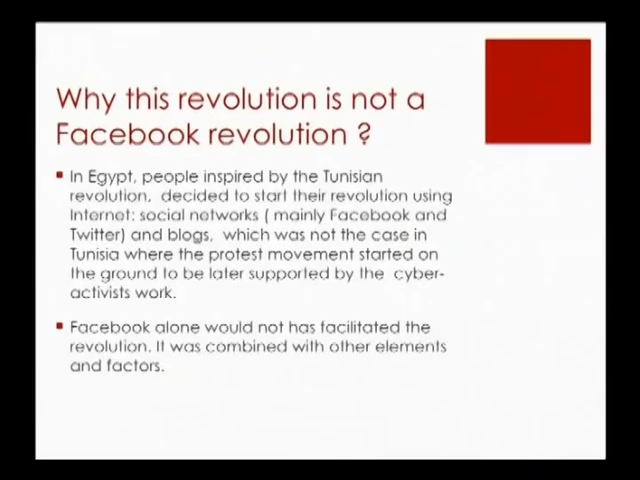 Why this revolution is not a
Facebook revolution ?
In Egypt, people inspired by the Tunisian
revolution, decided to start their revolution using
Internet: social networks ( mainly Facebook and
Twitter) and blogs, which was not the case in
Tunisia where the protest movement started on
the ground to be later supported by the cyber-
activists work.
Facebook alone would not has facilitated the
revolution. It was combined with other elements
and factors.